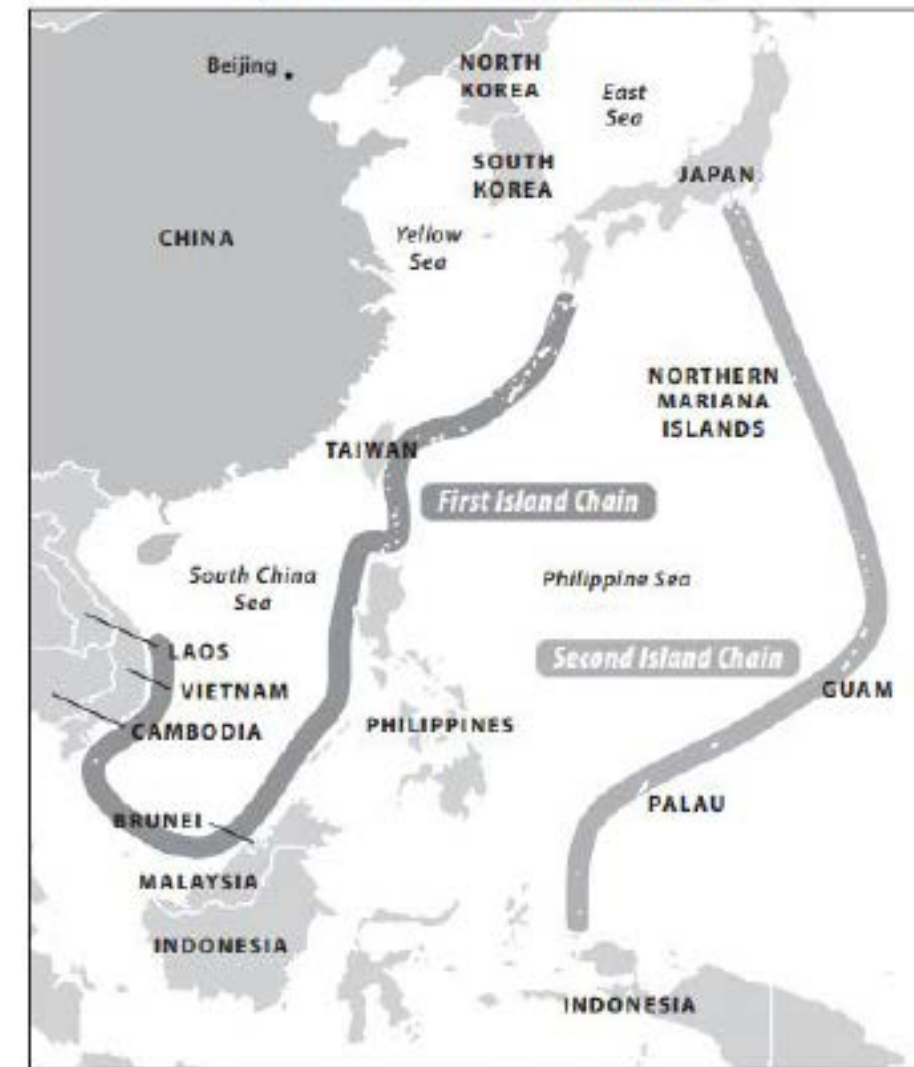 Beijing
NORTH
KOREA
East
Sea
SOUTH
KOREA
JAPAN
CHINA
Yellow
Sea
NORTHERN
MARIANA
ISLANDS
TAIWAN
First Island Chain
South China
Sea
Philippine Sea
LAOS
Second Island Chain
VIETNAM
GUAM
CAMBODIA
PHILIPPINES
PALAU
BRUNEI
MALAYSIA
INDONESIA
INDONESIA